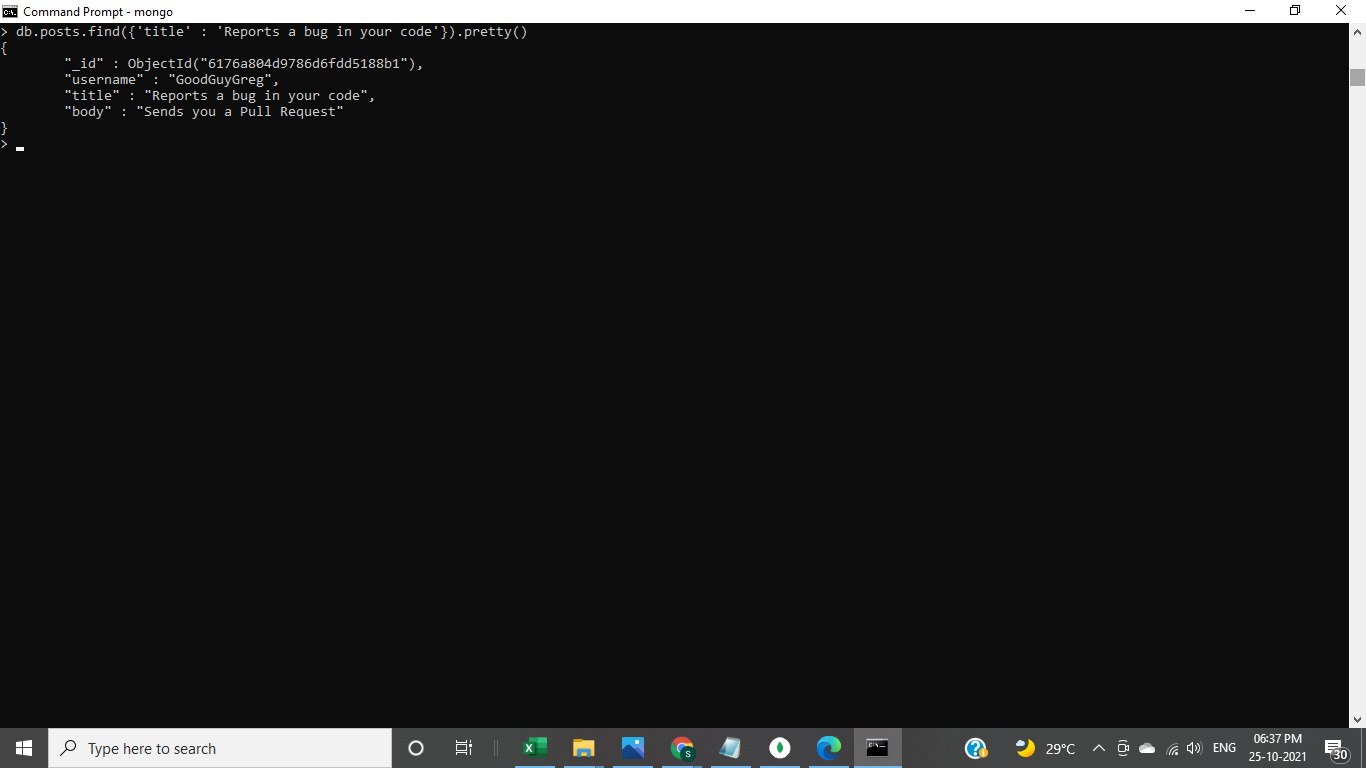 Command Prompt - mongo
> db.posts.find({'title' : 'Reports a bug in your code'}).pretty()
{
        "_id" : ObjectId("6176a804d9786d6fdd5188b1"),
        "username" : "GoodGuyGreg",
        "title" : "Reports a bug in your code",
        "body" : "Sends you a Pull Request"
}
>
Type here to search
29°C
ENG
06:37 PM
25-10-2021
30